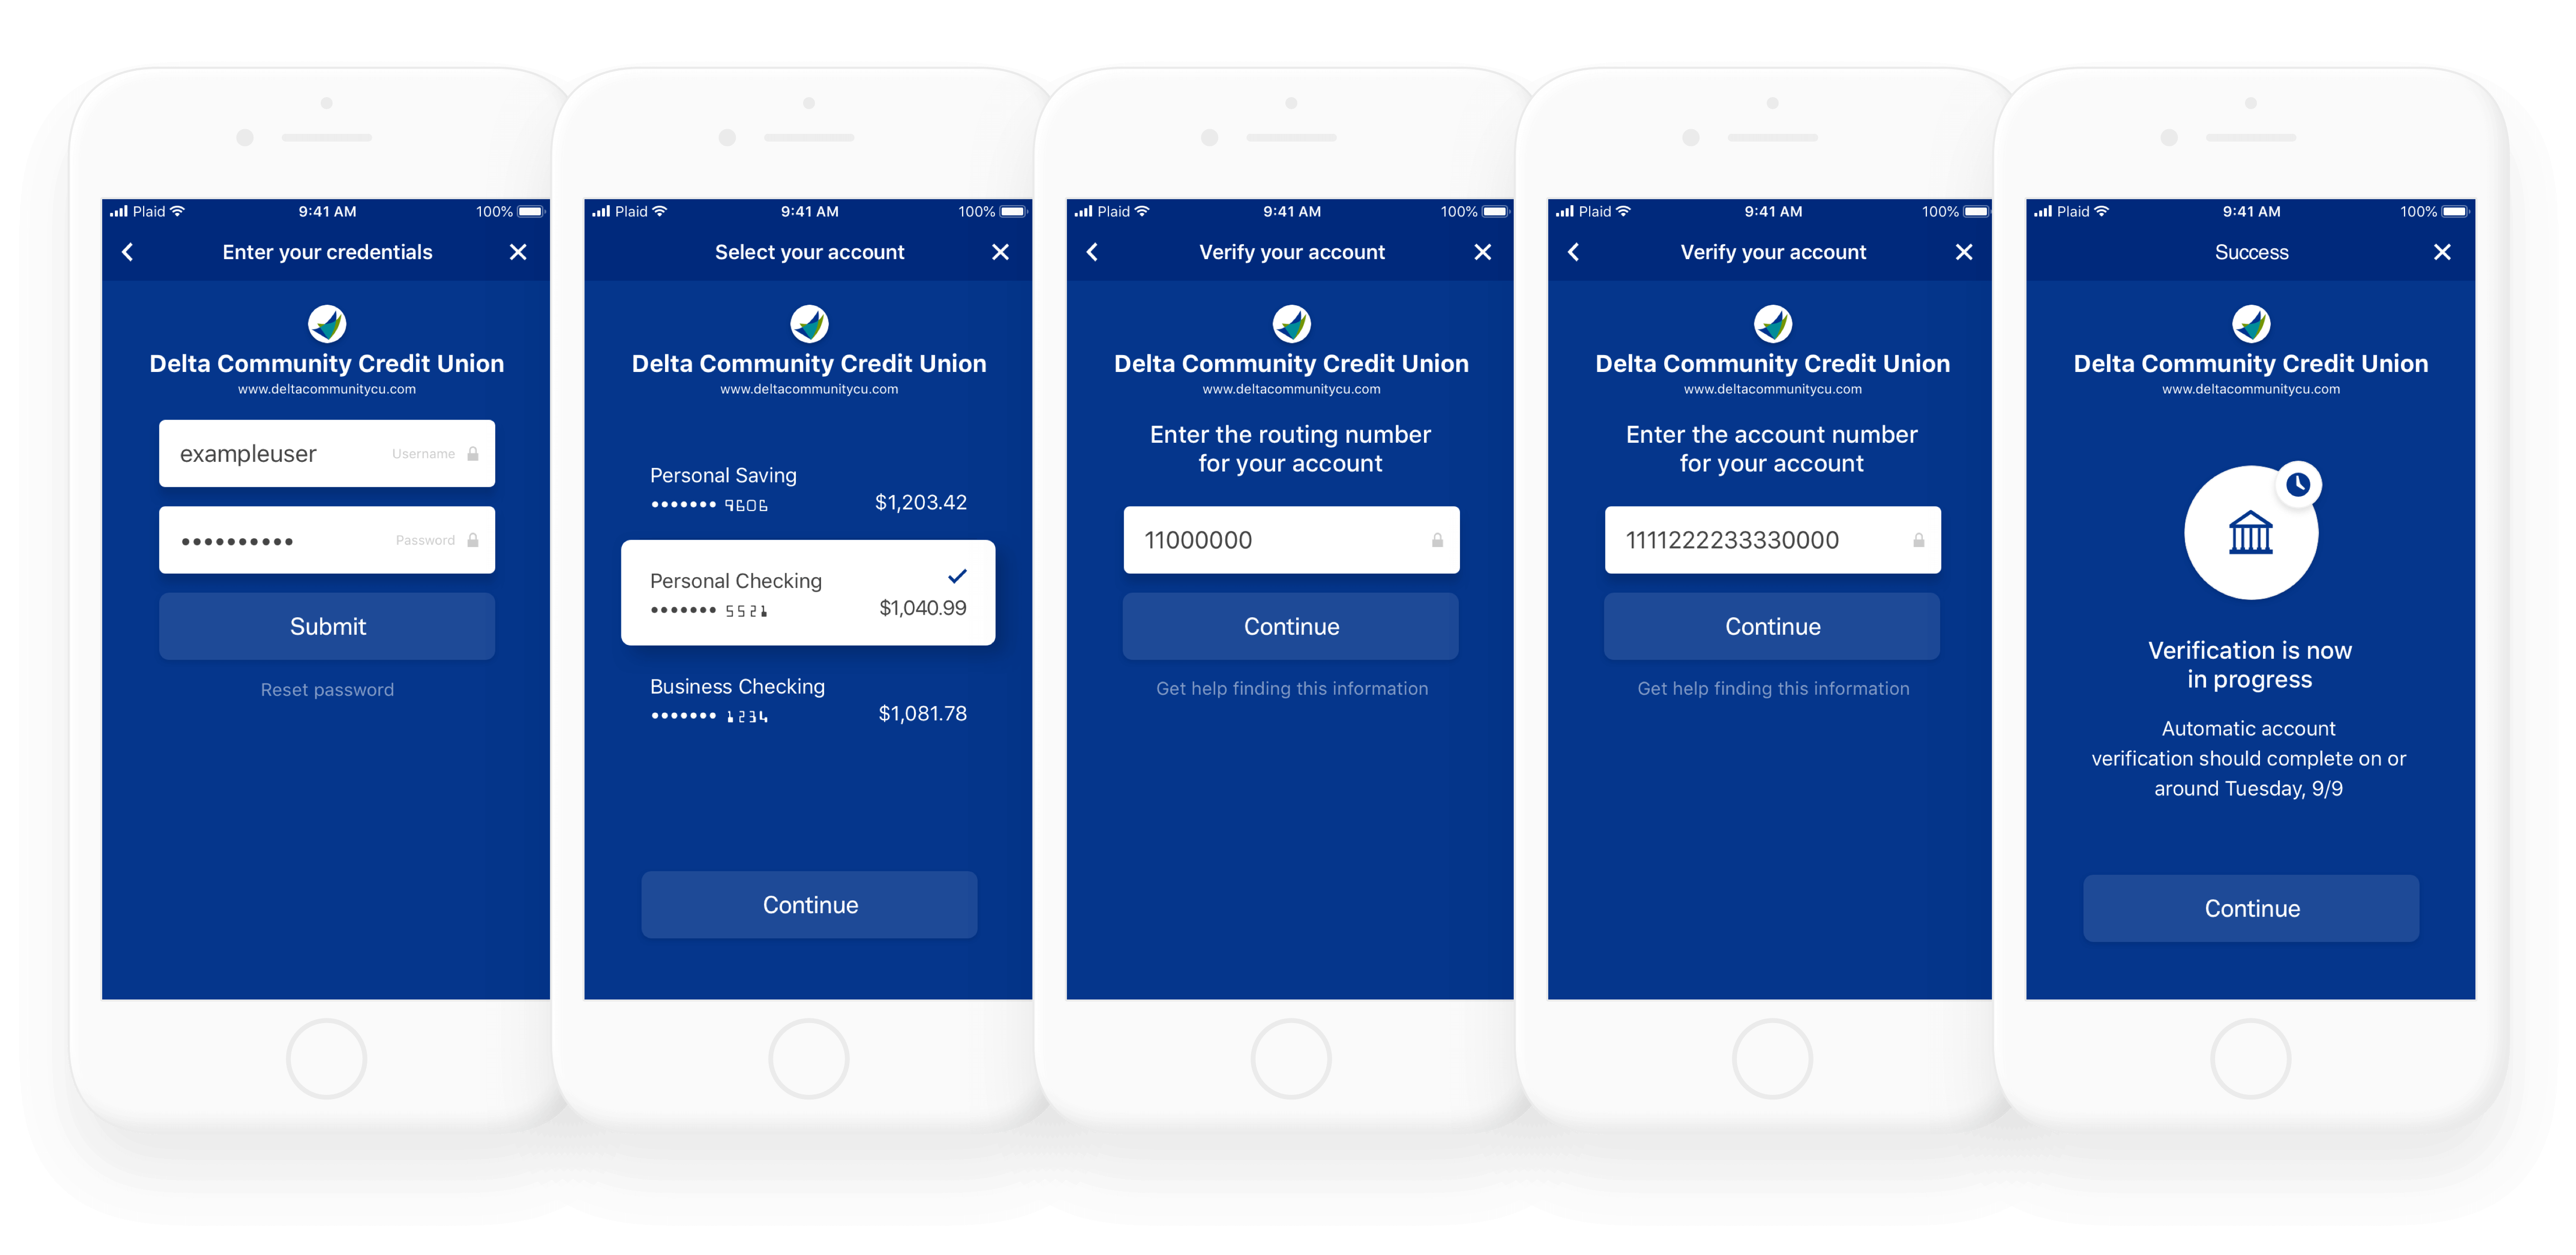 Plaid 9:41 AM 100%
Enter your credentials
Delta Community Credit Union
www.deltacommunitycu.com
exampleuser Username
•••••••••• Password
Submit
Reset password
Plaid 9:41 AM 100%
Select your account
Delta Community Credit Union
www.deltacommunitycu.com
Personal Saving
••••••• 9606 $1,203.42
Personal Checking
••••••• 5521 $1,040.99
Business Checking
••••••• 1234 $1,081.78
Continue
Plaid 9:41 AM 100%
Verify your account
Delta Community Credit Union
www.deltacommunitycu.com
Enter the routing number
for your account
11000000
Continue
Get help finding this information
Plaid 9:41 AM 100%
Verify your account
Delta Community Credit Union
www.deltacommunitycu.com
Enter the account number
for your account
1111222233330000
Continue
Get help finding this information
Plaid 9:41 AM 100%
Success
Delta Community Credit Union
www.deltacommunitycu.com
Verification is now
in progress
Automatic account
verification should complete on or
around Tuesday, 9/9
Continue